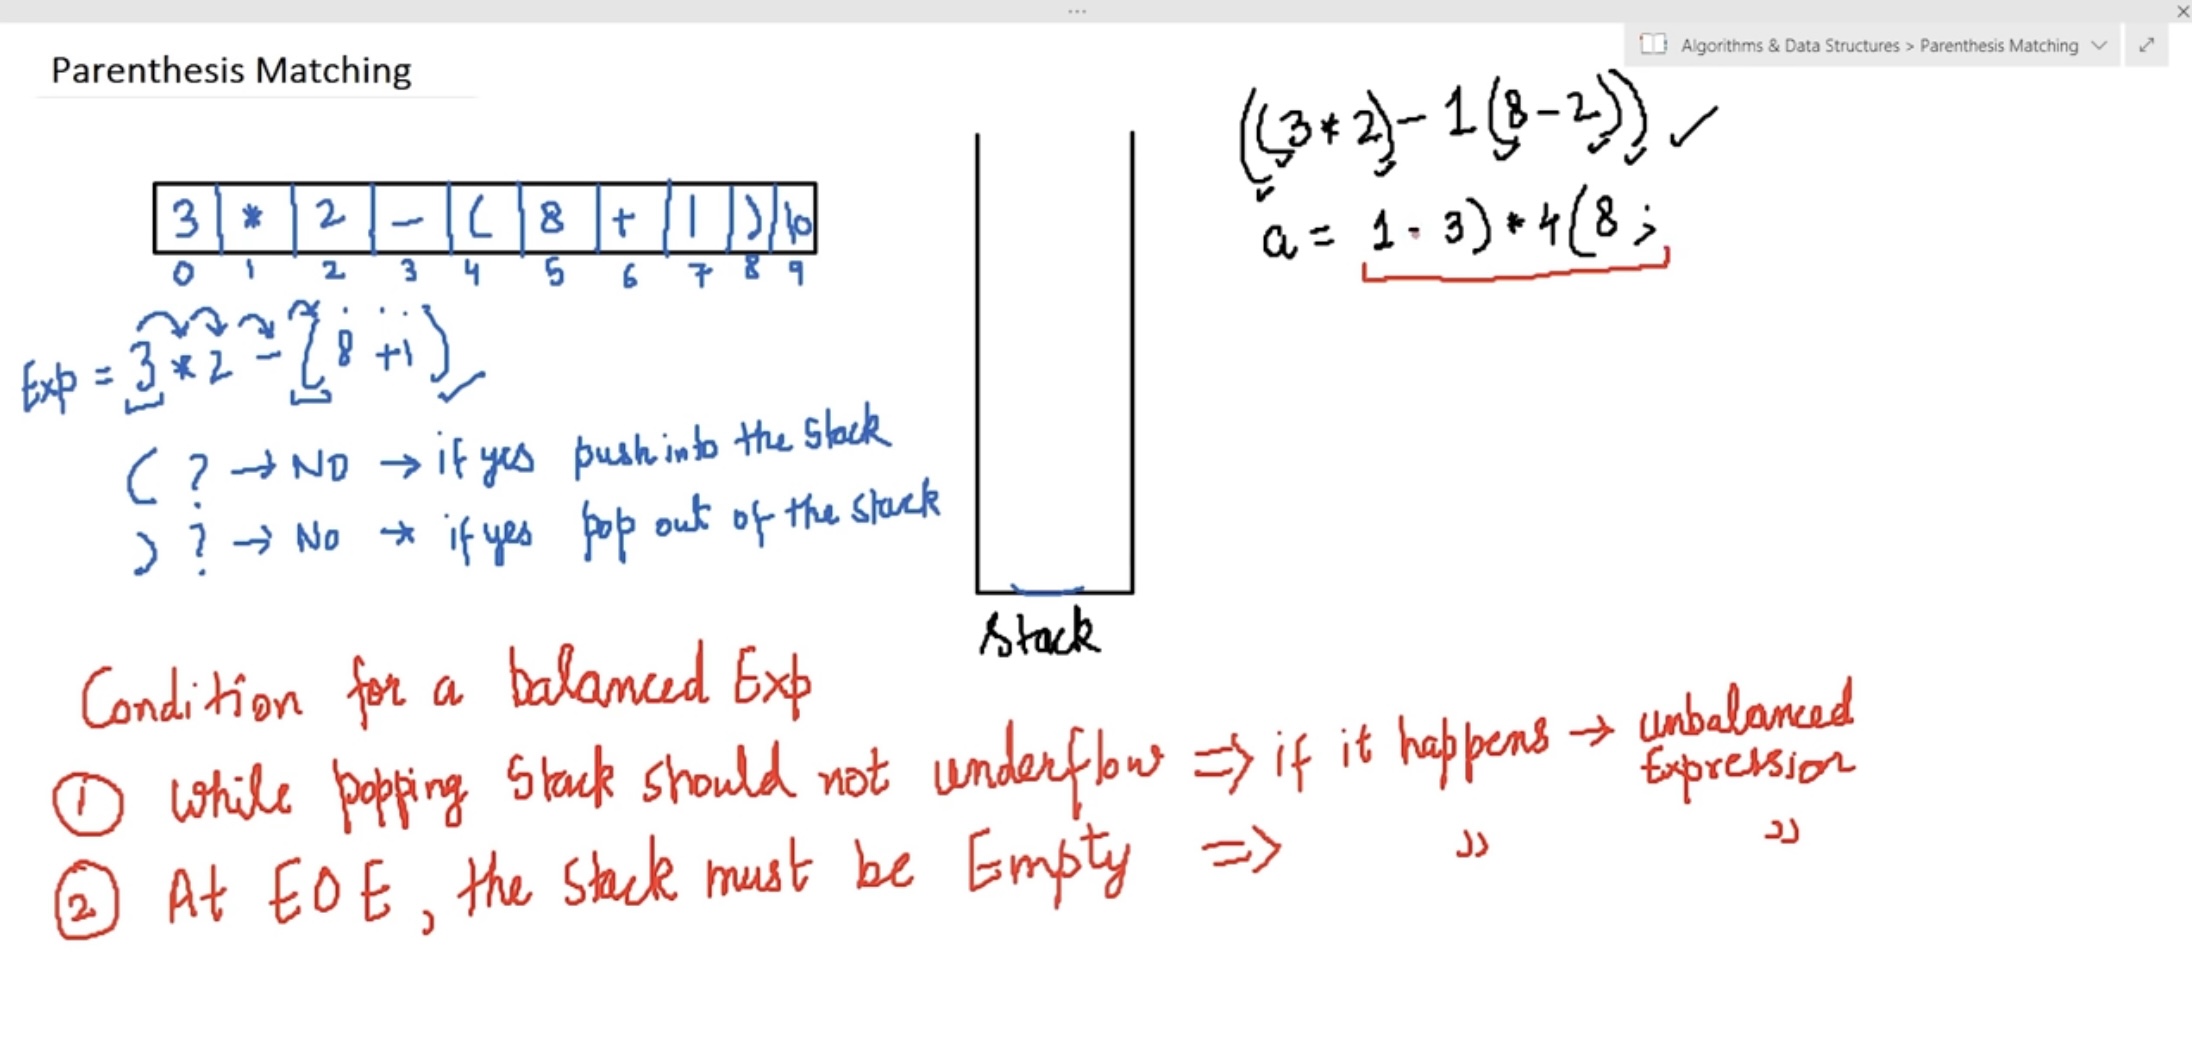 Algorithms & Data Structures > Parenthesis Matching
Parenthesis Matching
((3*2)-1(8-2)) ✓
a = 1-3)*4(8;
3 * 2 - ( 8 + 1 ) \0
0 1 2 3 4 5 6 7 8 9
Exp = 3*2-(8+1) ✓
( ? → NO → if yes push into the Stack
) ? → No → if yes pop out of the stack
Stack
Condition for a balanced Exp
① While popping Stack should not underflow ⇒ if it happens → unbalanced
Expression
② At EOE, the Stack must be Empty ⇒ " "